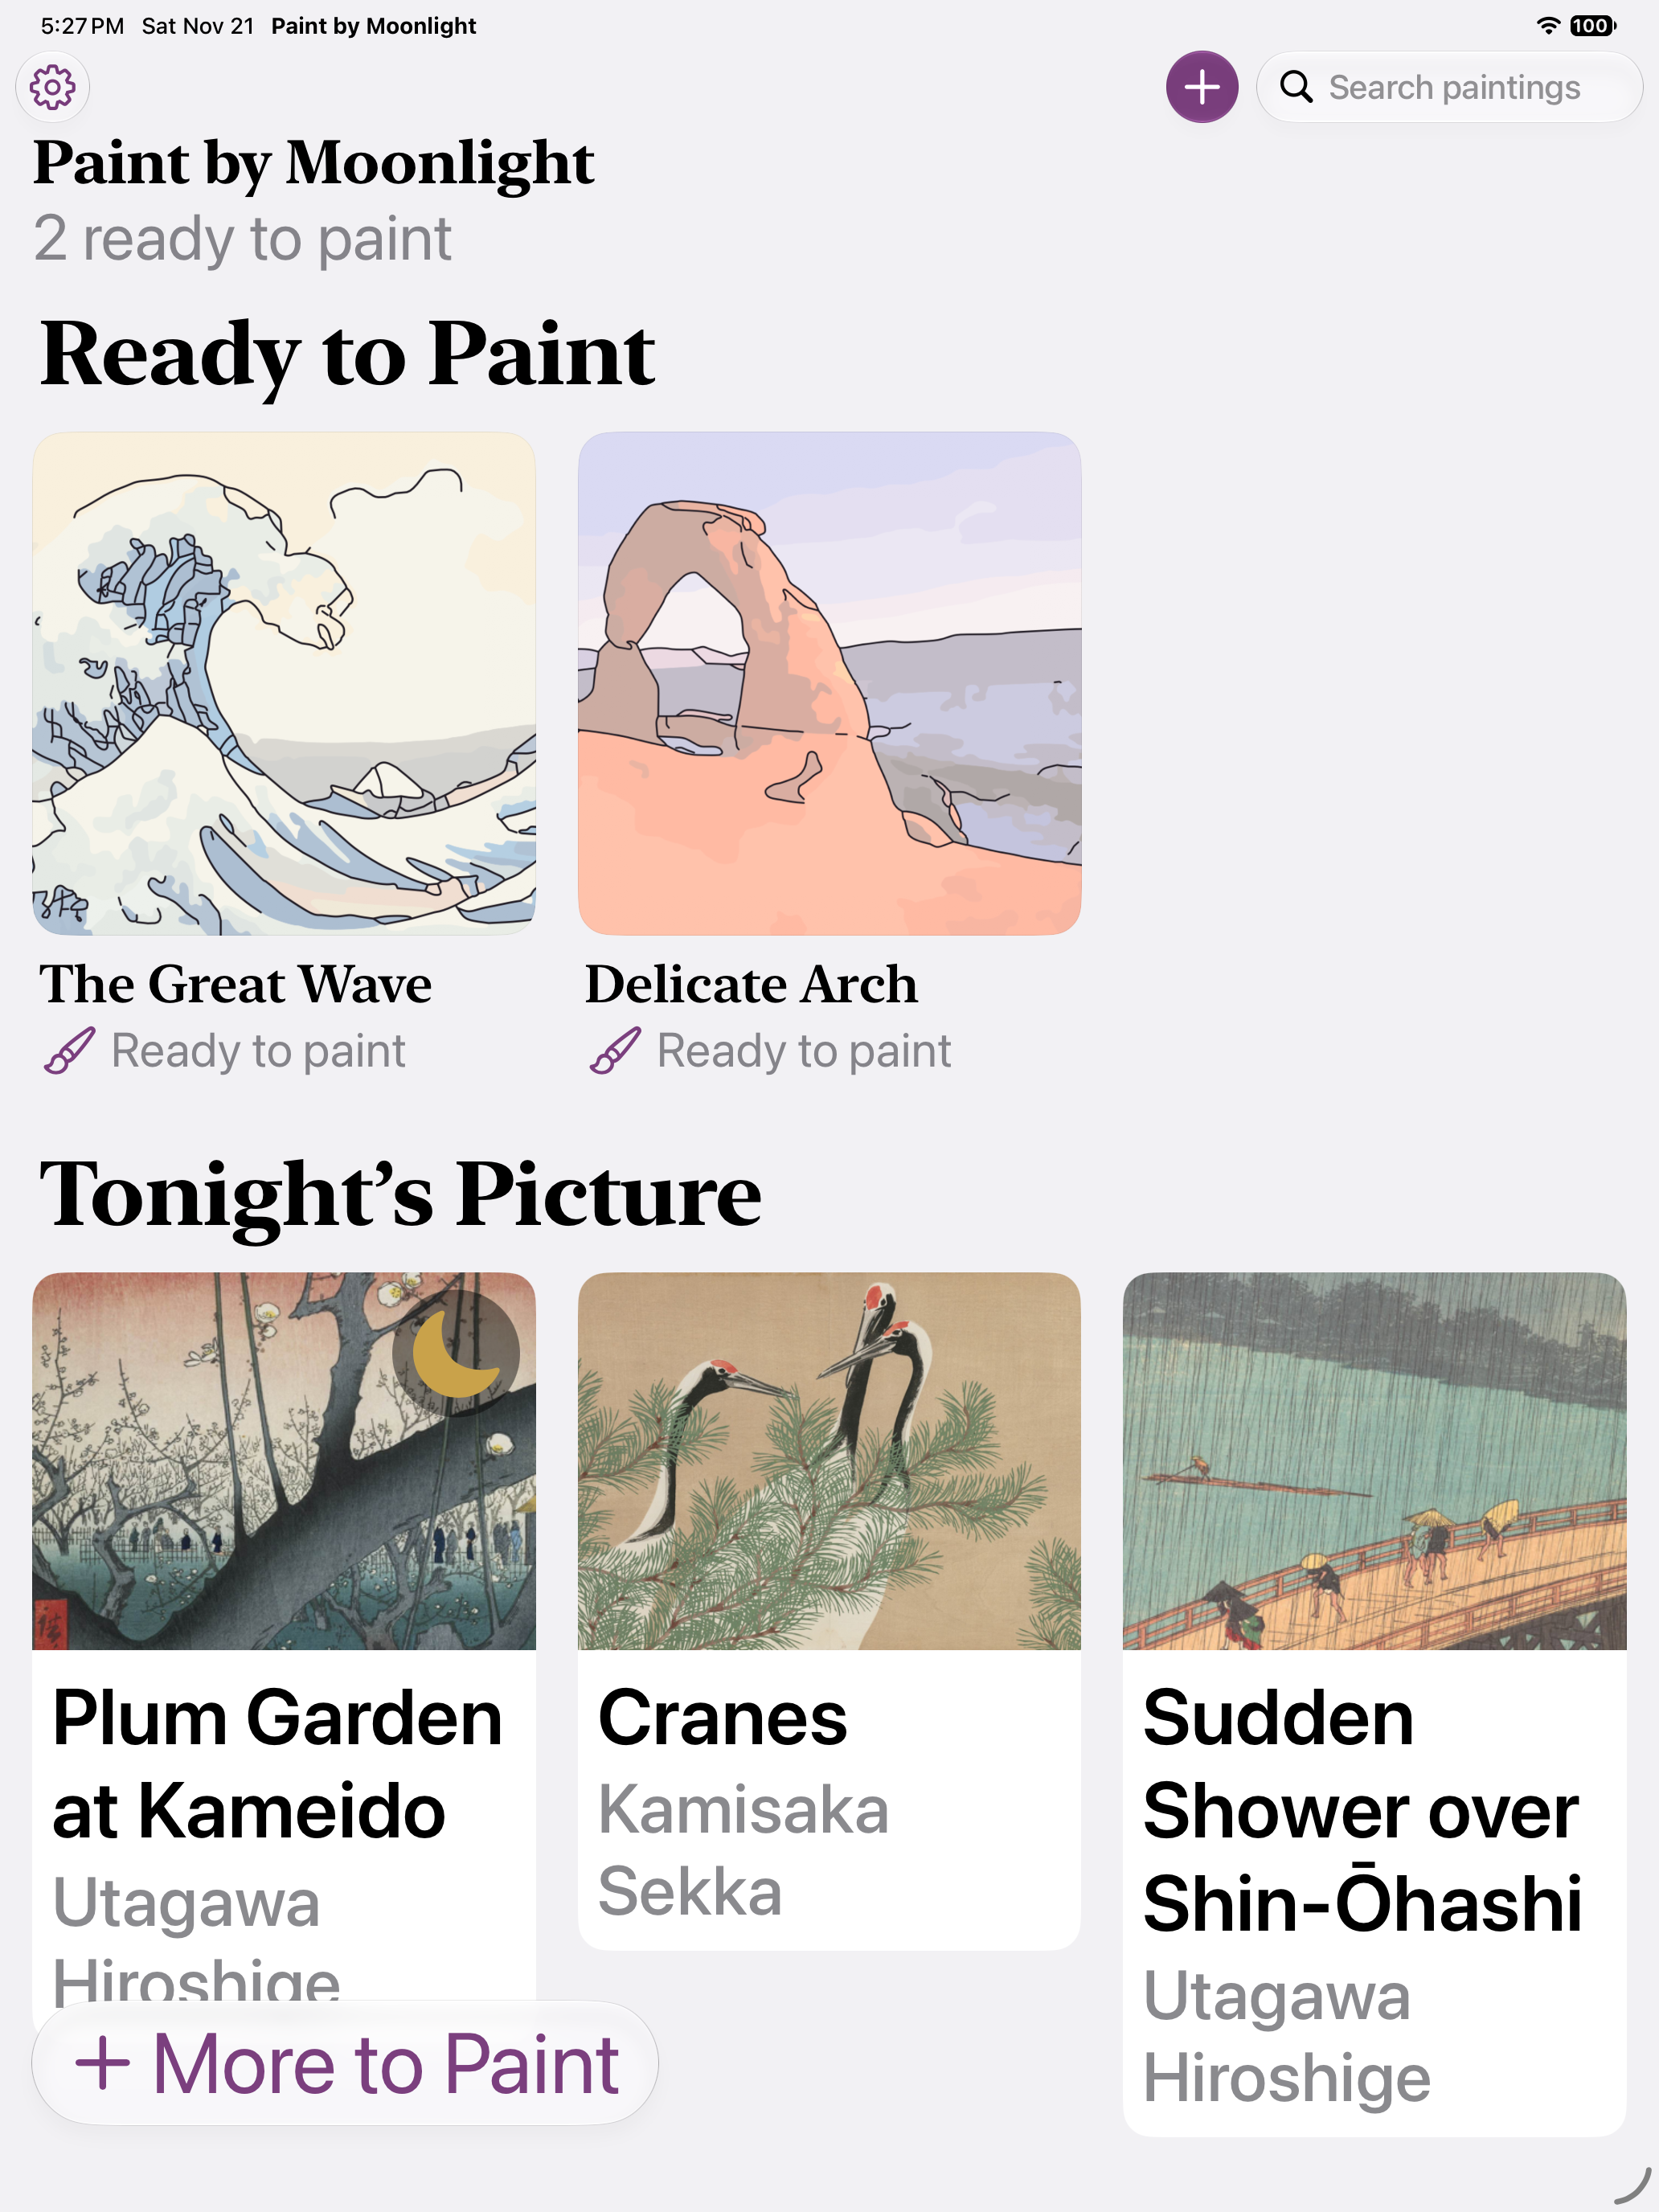 5:27 PM Sat Nov 21 Paint by Moonlight
100
Search paintings
Paint by Moonlight
2 ready to paint
Ready to Paint
The Great Wave
Ready to paint
Delicate Arch
Ready to paint
Tonight’s Picture
Plum Garden
at Kameido
Utagawa
Hiroshige
Cranes
Kamisaka
Sekka
Sudden
Shower over
Shin-Ōhashi
Utagawa
Hiroshige
+ More to Paint